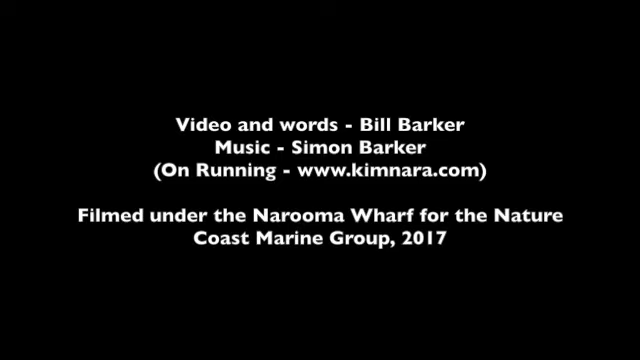 Video and words - Bill Barker
Music - Simon Barker
(On Running - www.kimnara.com)
Filmed under the Narooma Wharf for the Nature
Coast Marine Group, 2017